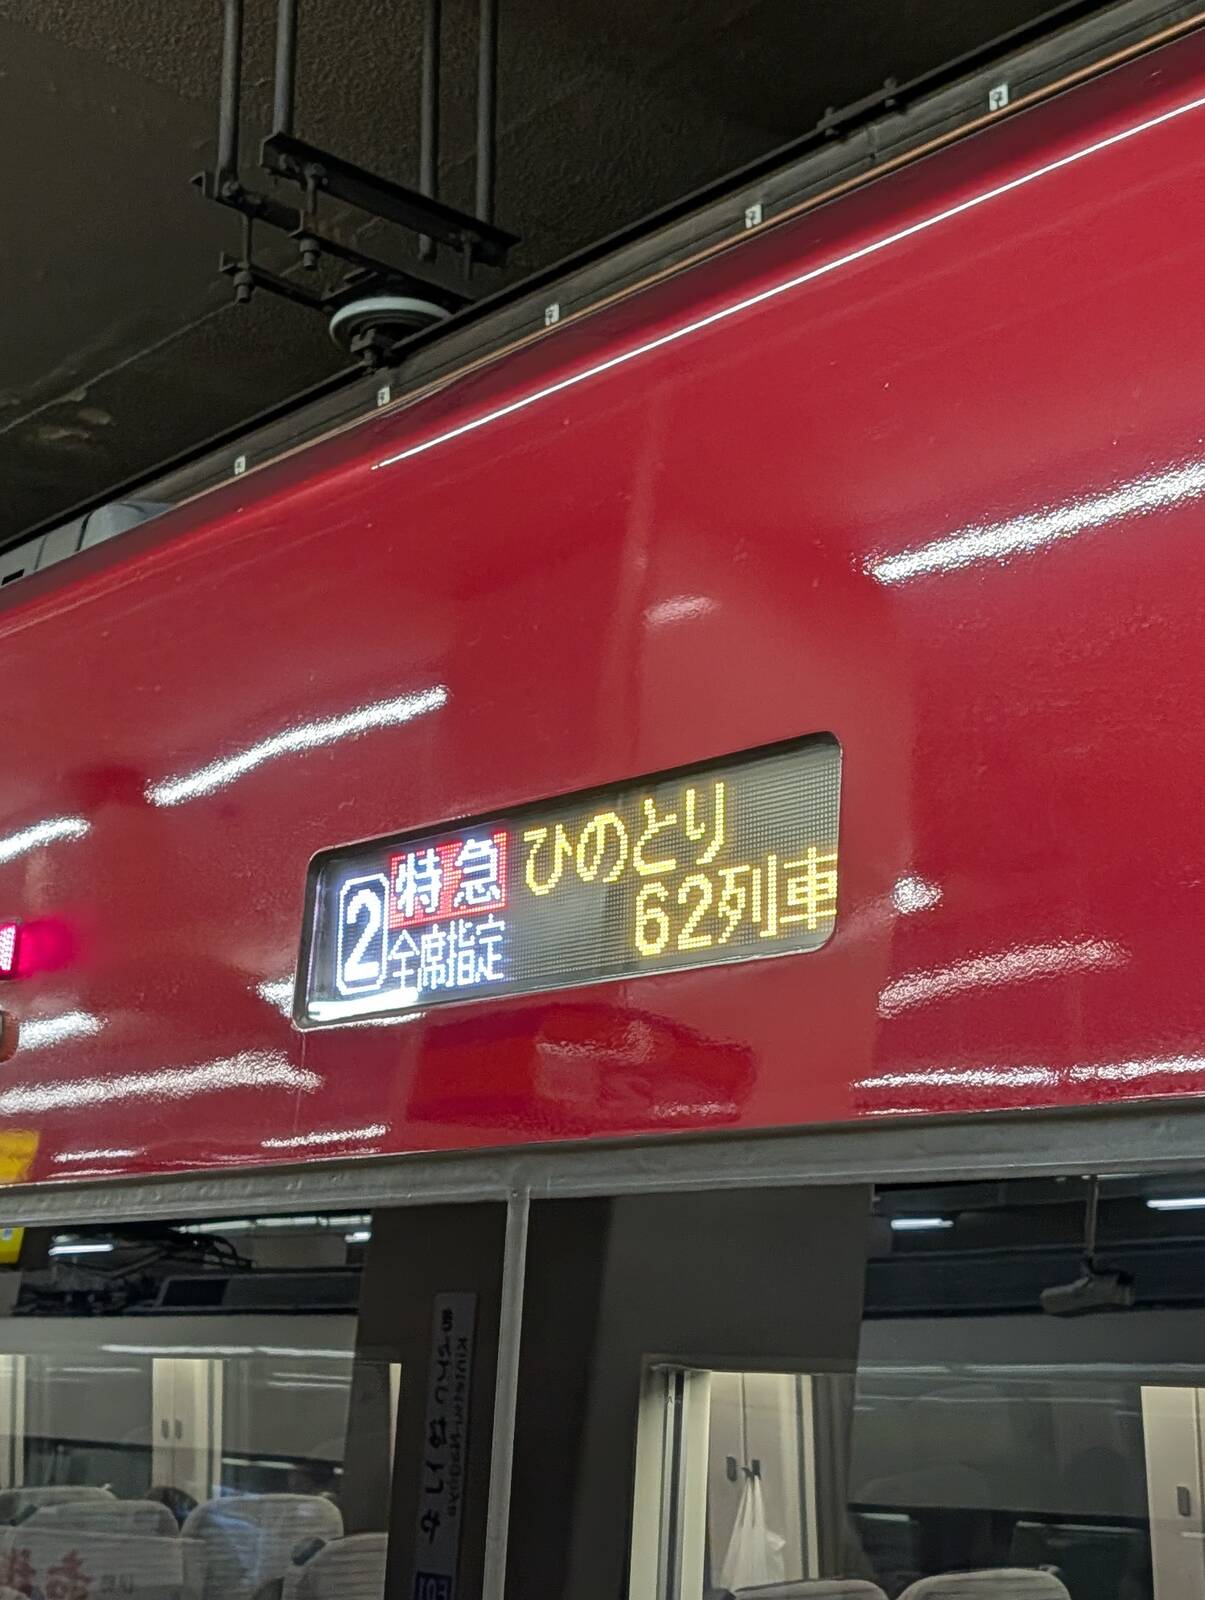 2
特急 ひのとり
全席指定 62列車